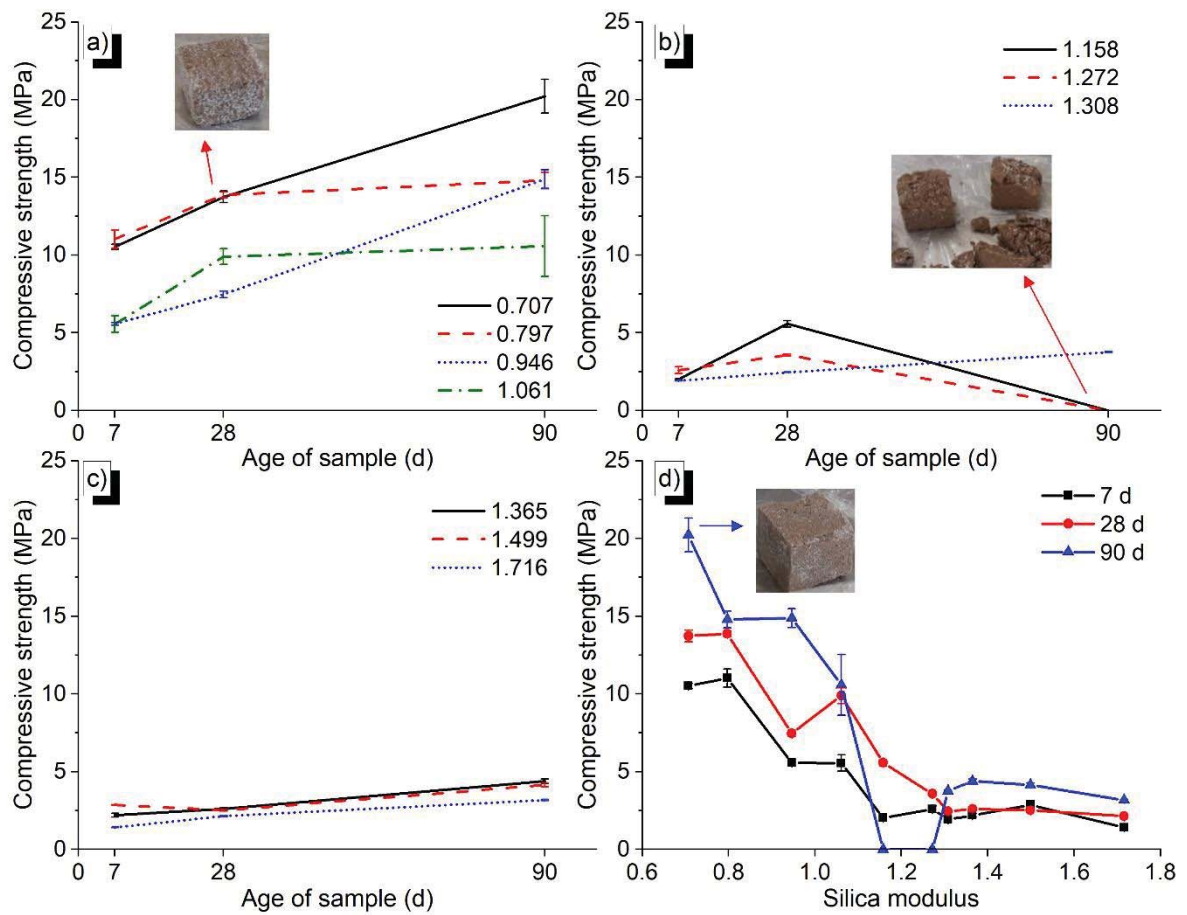 a)
Compressive strength (MPa)
25
20
15
10
5
0
0.707
0.797
0.946
1.061
0 7 28 90
Age of sample (d)
b)
Compressive strength (MPa)
25
20
15
10
5
0
1.158
1.272
1.308
0 7 28 90
Age of sample (d)
c)
Compressive strength (MPa)
25
20
15
10
5
0
1.365
1.499
1.716
0 7 28 90
Age of sample (d)
d)
Compressive strength (MPa)
25
20
15
10
5
0
7 d
28 d
90 d
0.6 0.8 1.0 1.2 1.4 1.6 1.8
Silica modulus